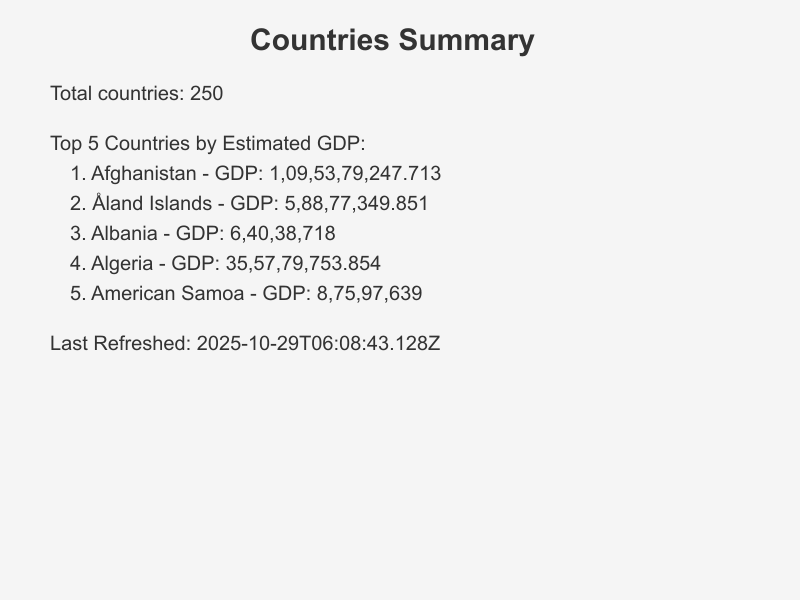 Countries Summary
Total countries: 250
Top 5 Countries by Estimated GDP:
1. Afghanistan - GDP: 1,09,53,79,247.713
2. Åland Islands - GDP: 5,88,77,349.851
3. Albania - GDP: 6,40,38,718
4. Algeria - GDP: 35,57,79,753.854
5. American Samoa - GDP: 8,75,97,639
Last Refreshed: 2025-10-29T06:08:43.128Z